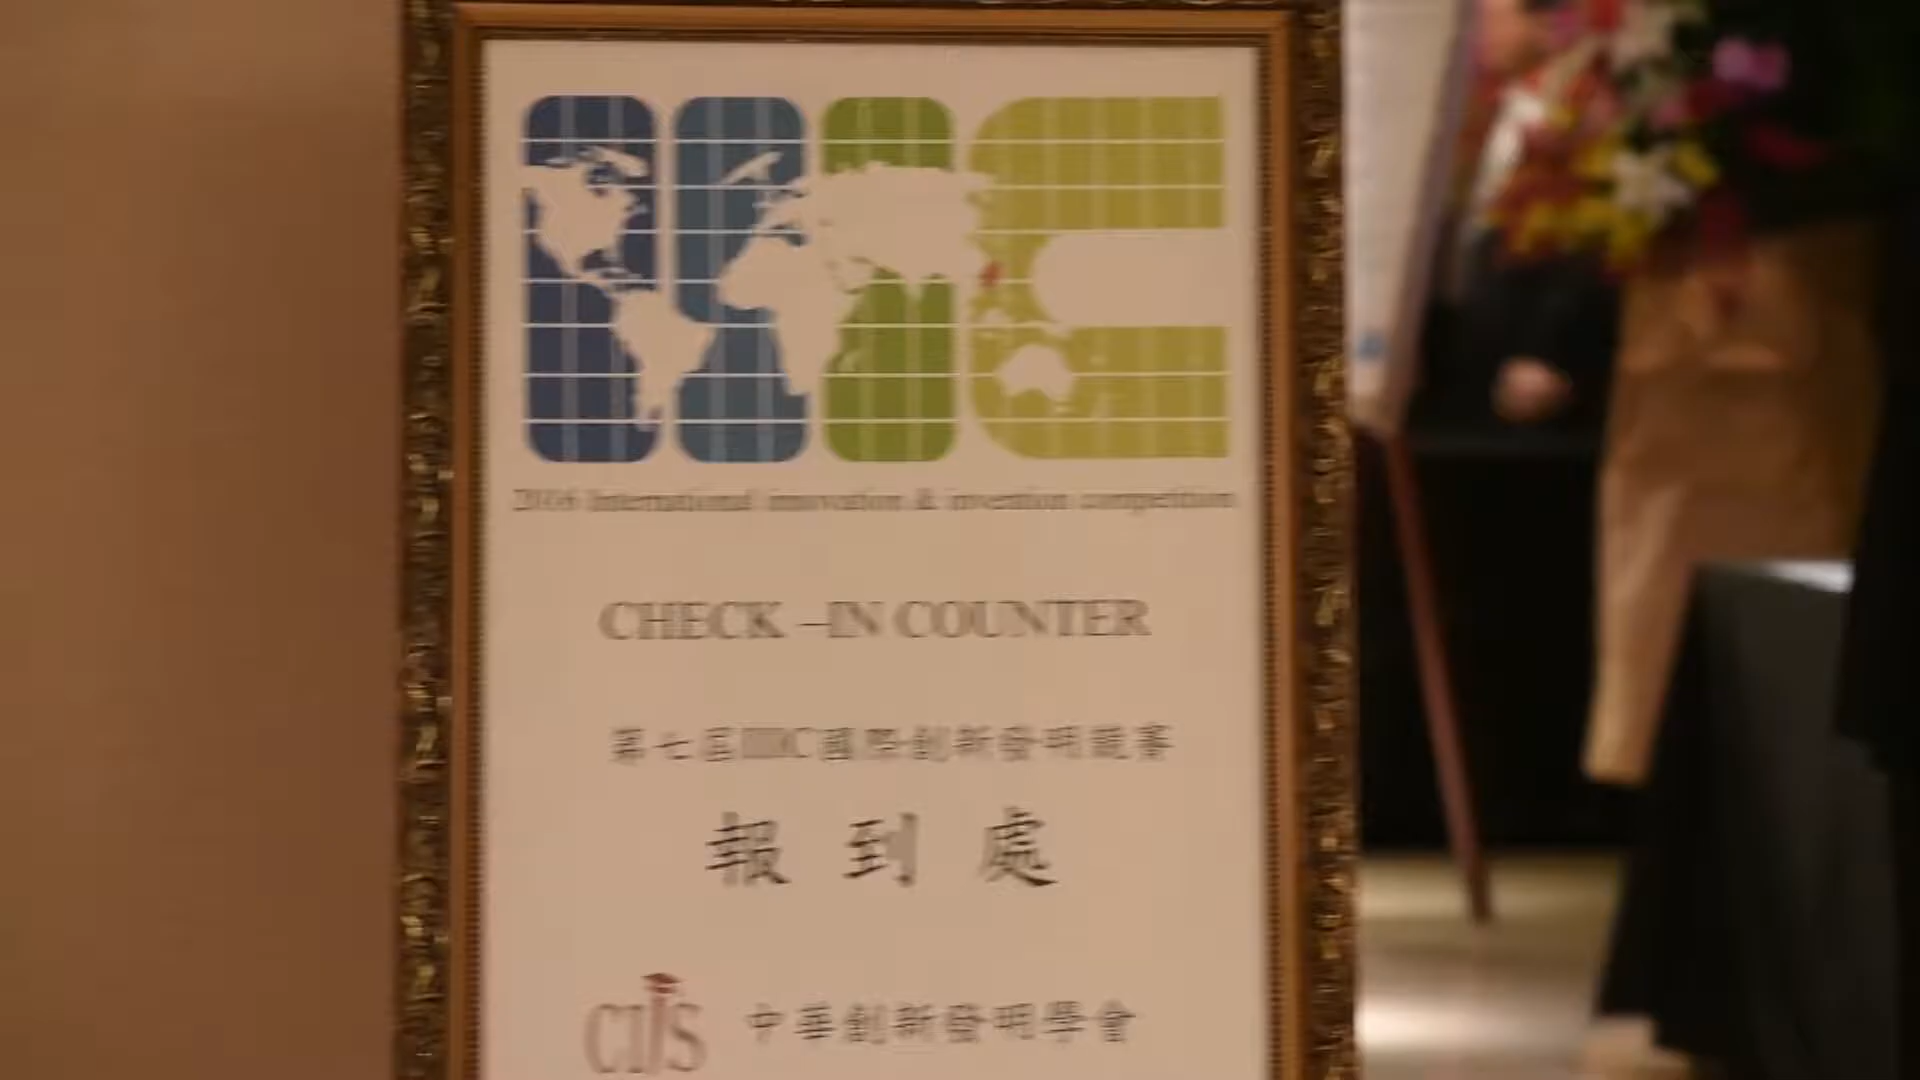 IIIC
2016 International innovation & invention competition
CHECK –IN COUNTER
第七屆IIIC國際創新發明競賽
報到處
CIIS 中華創新發明學會